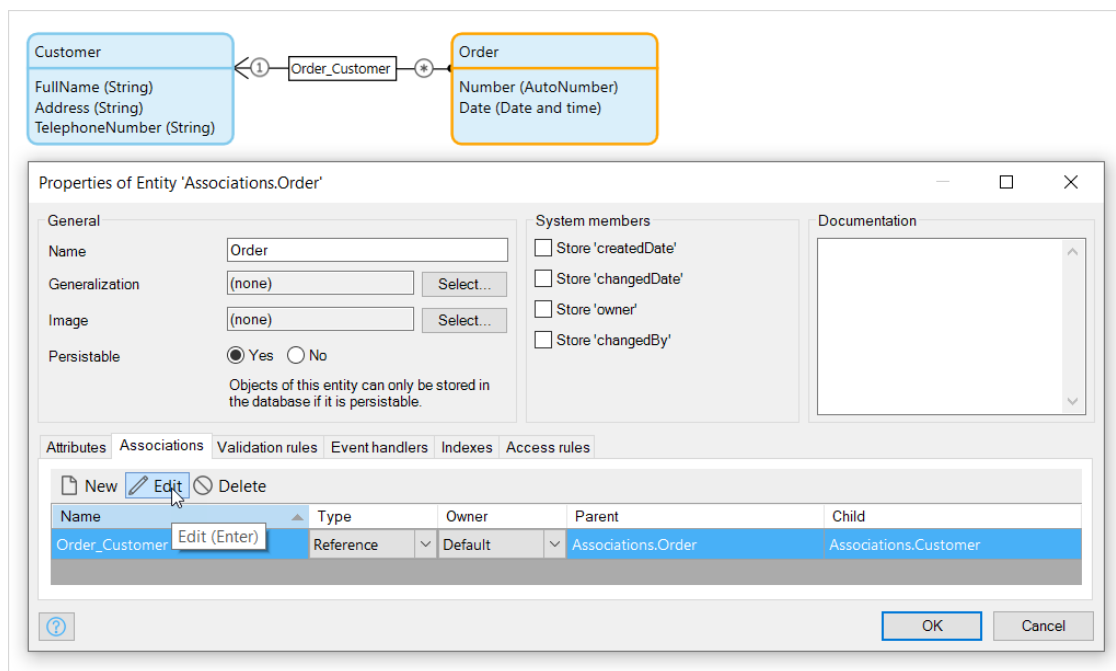 Customer
FullName (String)
Address (String)
TelephoneNumber (String)
1
Order_Customer
*
Order
Number (AutoNumber)
Date (Date and time)
Properties of Entity 'Associations.Order'
General
Name
Order
Generalization
(none)
Select...
Image
(none)
Select...
Persistable
Yes
No
Objects of this entity can only be stored in
the database if it is persistable.
System members
Store 'createdDate'
Store 'changedDate'
Store 'owner'
Store 'changedBy'
Documentation
Attributes Associations Validation rules Event handlers Indexes Access rules
New Edit Delete
Name Type Owner Parent Child
Order_Customer Reference Default Associations.Order Associations.Customer
Edit (Enter)
?
OK Cancel